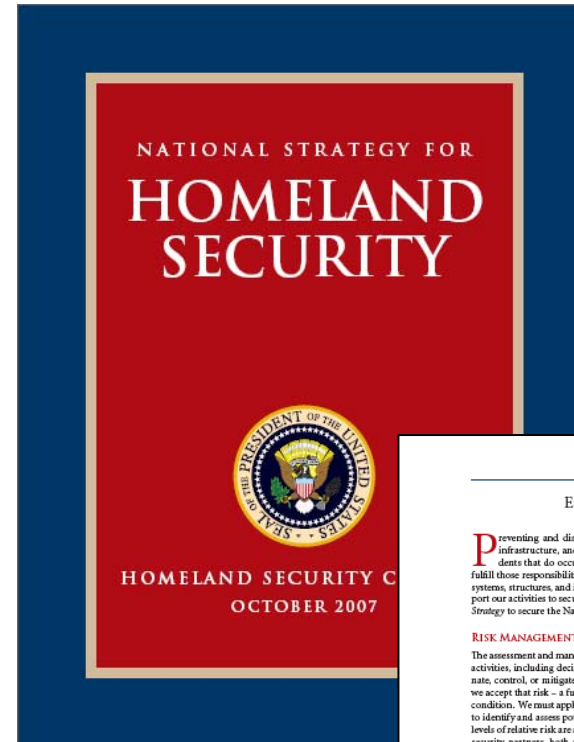 NATIONAL STRATEGY FOR
HOMELAND
SECURITY
SEAL OF THE PRESIDENT OF THE UNITED STATES
HOMELAND SECURITY C
OCTOBER 2007
E
Preventing and dis
infrastructure, and
dents that do occu
fulfill those responsibilit
systems, structures, and
port our activities to secu
Strategy to secure the Na
RISK MANAGEMENT
The assessment and man
activities, including deci
nate, control, or mitigate
we accept that risk – a fu
condition. We must appl
to identify and assess po
levels of relative risk are